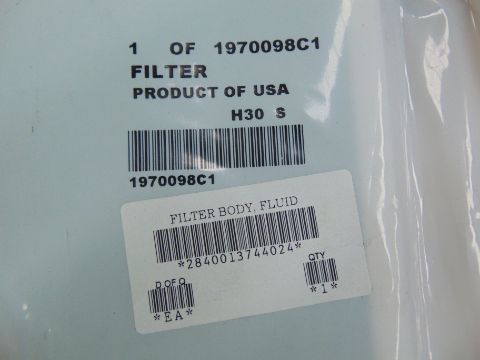 1 OF 1970098C1
FILTER
PRODUCT OF USA
H30 S
1970098C1
FILTER BODY, FLUID
*2840013744024*
D OF Q
QTY
*EA*
*1*